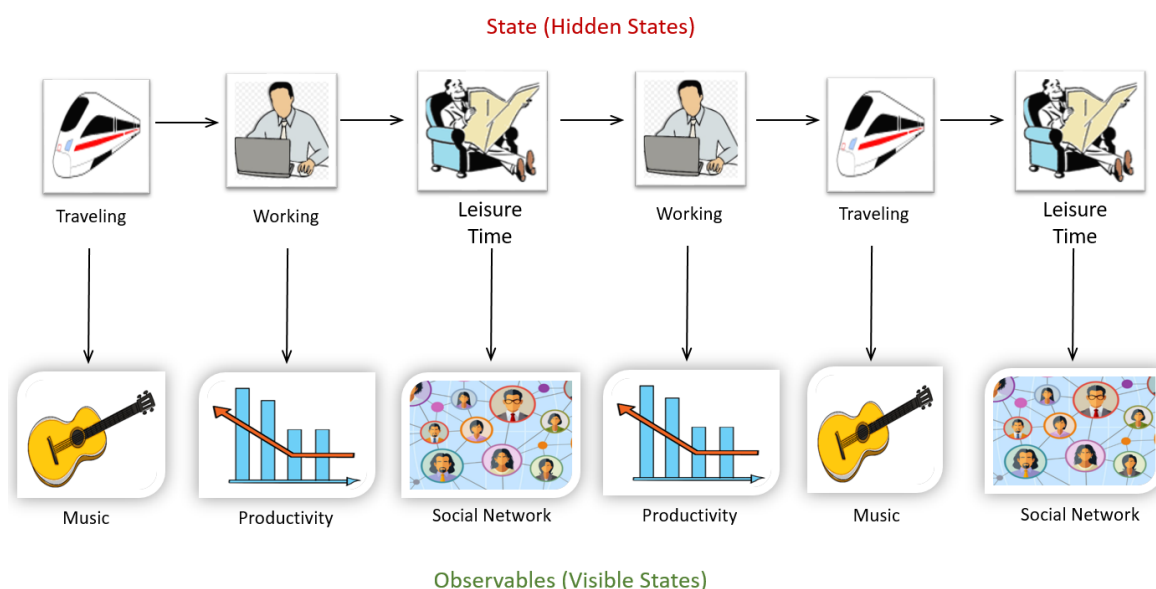 State (Hidden States)
Traveling
Working
Leisure
Time
Working
Traveling
Leisure
Time
Music
Productivity
Social Network
Productivity
Music
Social Network
Observables (Visible States)